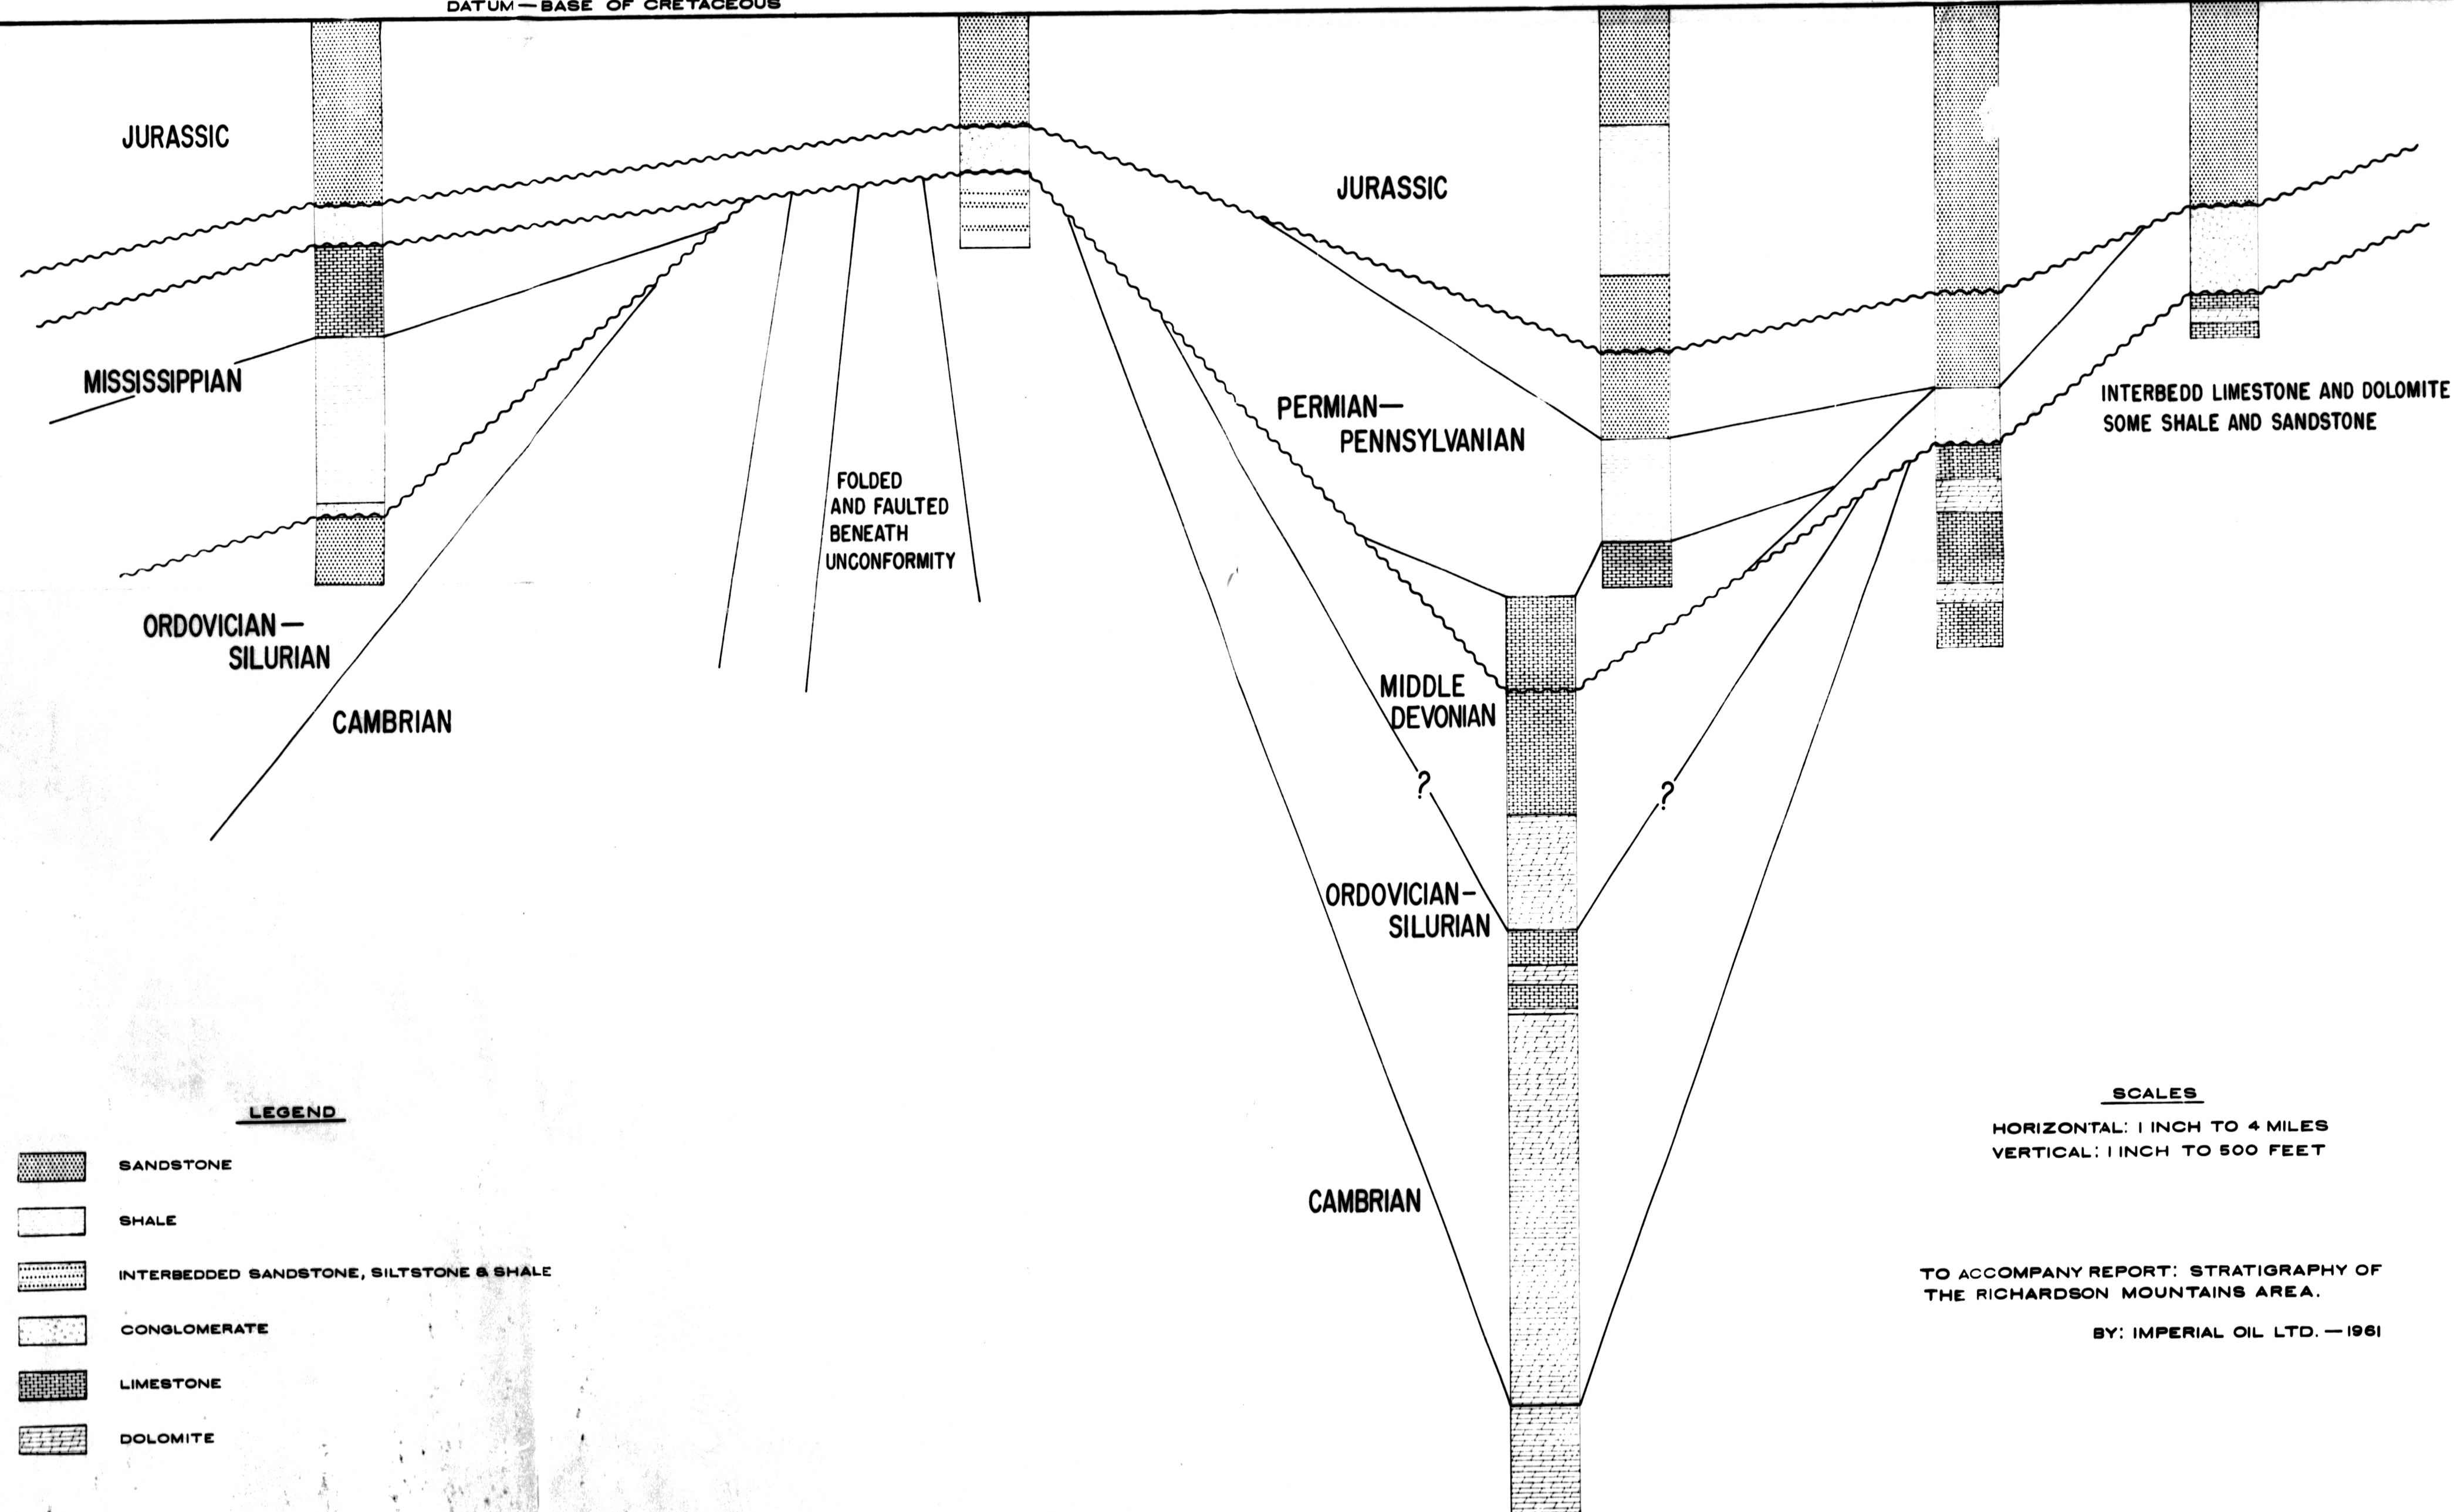 DATUM — BASE OF CRETACEOUS
JURASSIC
JURASSIC
MISSISSIPPIAN
PERMIAN—
PENNSYLVANIAN
INTERBEDD LIMESTONE AND DOLOMITE
SOME SHALE AND SANDSTONE
FOLDED
AND FAULTED
BENEATH
UNCONFORMITY
ORDOVICIAN—
SILURIAN
CAMBRIAN
MIDDLE
DEVONIAN
?
?
ORDOVICIAN—
SILURIAN
CAMBRIAN
LEGEND
SANDSTONE
SHALE
INTERBEDDED SANDSTONE, SILTSTONE & SHALE
CONGLOMERATE
LIMESTONE
DOLOMITE
SCALES
HORIZONTAL: 1 INCH TO 4 MILES
VERTICAL: 1 INCH TO 500 FEET
TO ACCOMPANY REPORT: STRATIGRAPHY OF
THE RICHARDSON MOUNTAINS AREA.
BY: IMPERIAL OIL LTD. — 1961